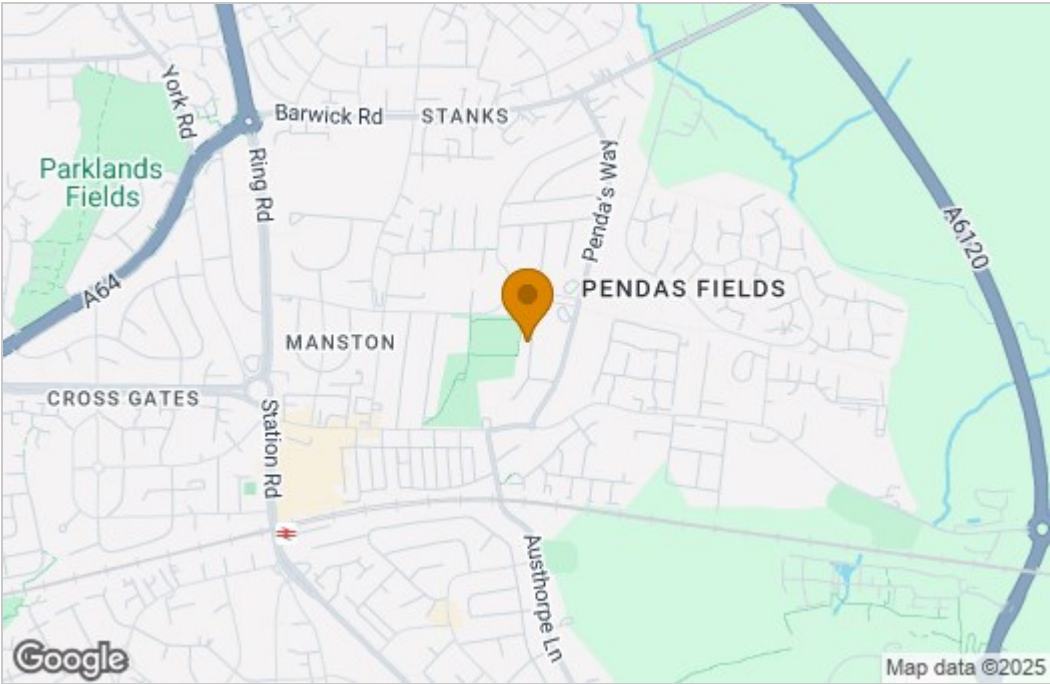 York Rd
Barwick Rd
STANKS
Parklands
Fields
Ring Rd
Penda's Way
A6120
A64
PENDAS FIELDS
MANSTON
CROSS GATES
Station Rd
Austhorpe Ln
Google
Map data ©2025